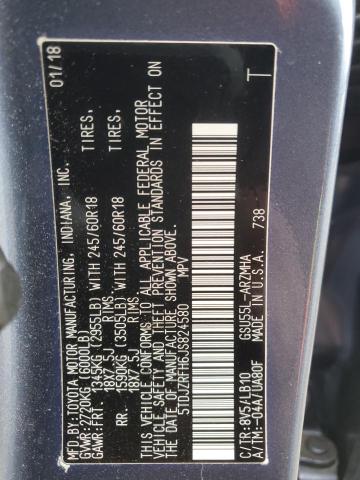 MFD.BY:TOYOTA MOTOR MANUFACTURING, INDIANA, INC. 01/18
GVWR:2720KG (6000LB)
GAWR:FRT. 1345KG (2955LB) WITH 245/60R18 TIRES,
18X7.5J RIMS
RR. 1590KG (3505LB) WITH 245/60R18 TIRES,
18X7.5J RIMS
THIS VEHICLE CONFORMS TO ALL APPLICABLE FEDERAL MOTOR
VEHICLE SAFETY AND THEFT PREVENTION STANDARDS IN EFFECT ON
THE DATE OF MANUFACTURE SHOWN ABOVE.
5TDJZRFH6JS824580 MPV
T
C/TR:8V5/LB10 GSU55L-ARZMHA
A/TM:-04A/UA80F MADE IN U.S.A. 738